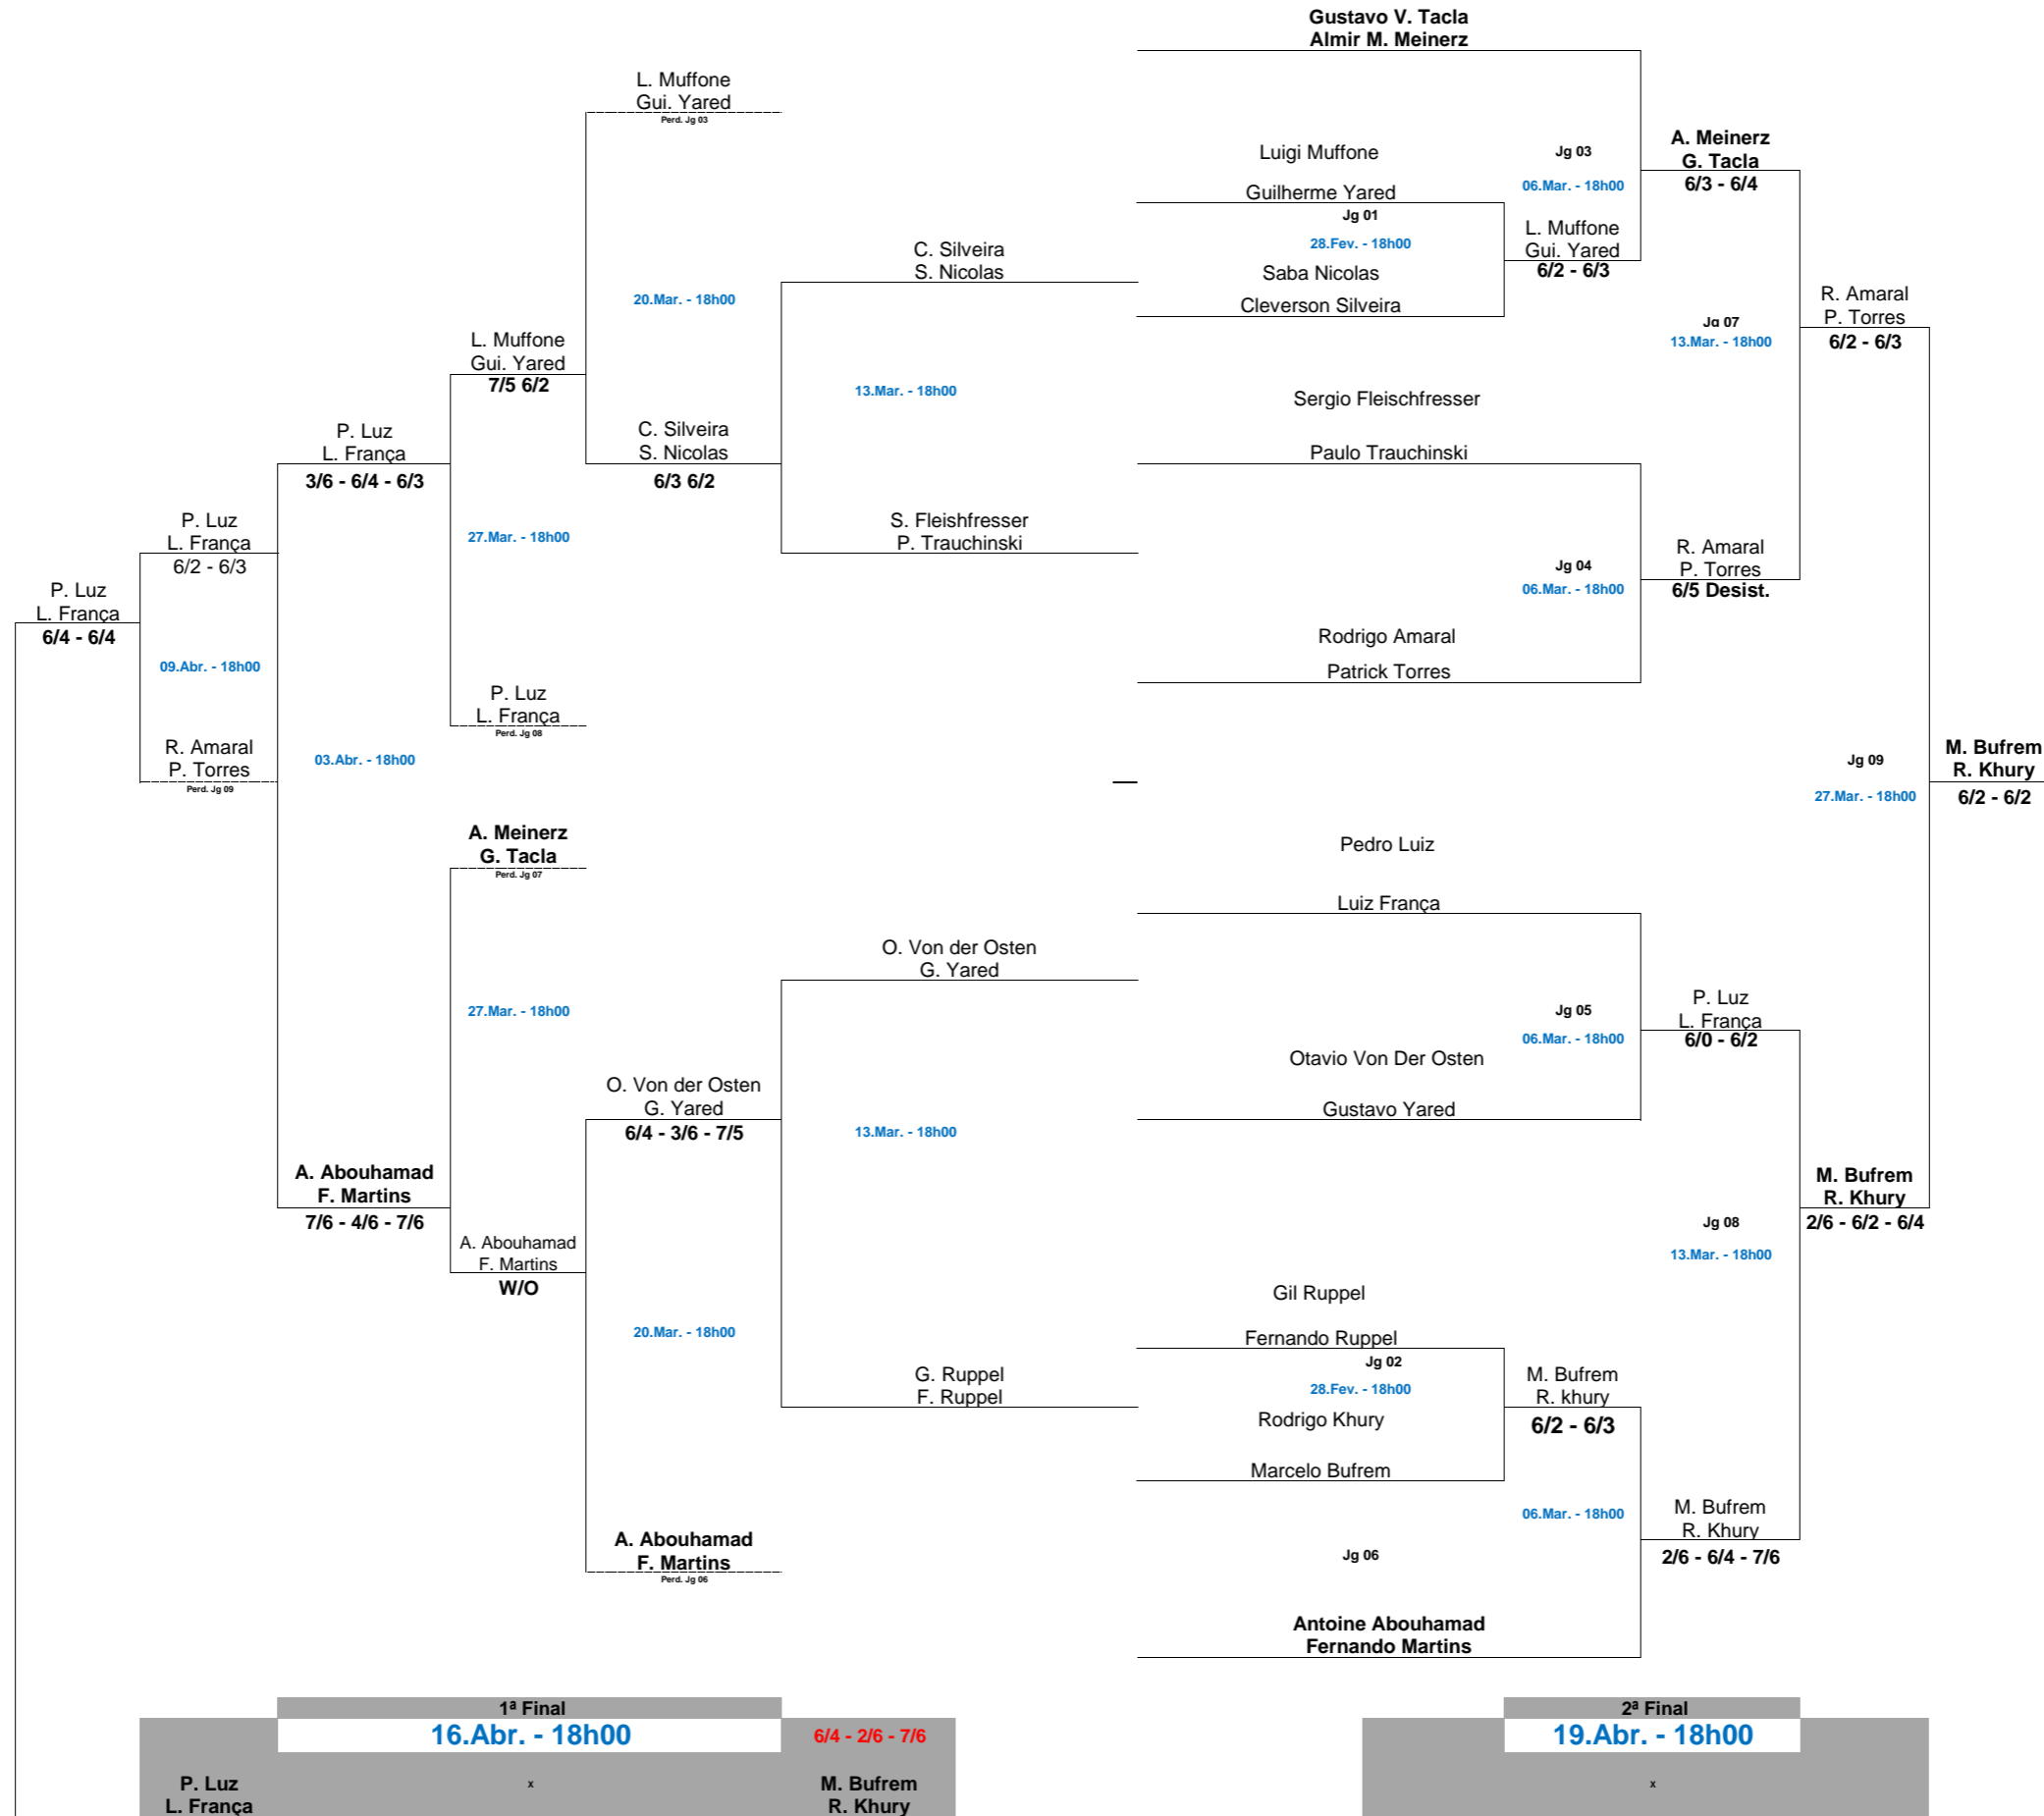 Gustavo V. Tacla
Almir M. Meinerz
L. Muffone
Gui. Yared
Perd. Jg 03
Luigi Muffone
Jg 03
A. Meinerz
G. Tacla
Guilherme Yared
06.Mar. - 18h00
6/3 - 6/4
Jg 01
28.Fev. - 18h00
L. Muffone
Gui. Yared
6/2 - 6/3
C. Silveira
S. Nicolas
Saba Nicolas
Cleverson Silveira
20.Mar. - 18h00
R. Amaral
P. Torres
6/2 - 6/3
Jg 07
13.Mar. - 18h00
L. Muffone
Gui. Yared
7/5 6/2
13.Mar. - 18h00
Sergio Fleischfresser
Paulo Trauchinski
P. Luz
L. França
3/6 - 6/4 - 6/3
C. Silveira
S. Nicolas
6/3 6/2
P. Luz
L. França
6/2 - 6/3
27.Mar. - 18h00
S. Fleishfresser
P. Trauchinski
R. Amaral
P. Torres
6/5 Desist.
Jg 04
06.Mar. - 18h00
P. Luz
L. França
6/4 - 6/4
Rodrigo Amaral
Patrick Torres
09.Abr. - 18h00
P. Luz
L. França
Perd. Jg 08
R. Amaral
P. Torres
Perd. Jg 09
03.Abr. - 18h00
Jg 09
27.Mar. - 18h00
M. Bufrem
R. Khury
6/2 - 6/2
A. Meinerz
G. Tacla
Perd. Jg 07
Pedro Luiz
Luiz França
O. Von der Osten
G. Yared
27.Mar. - 18h00
Jg 05
06.Mar. - 18h00
P. Luz
L. França
6/0 - 6/2
Otavio Von Der Osten
Gustavo Yared
O. Von der Osten
G. Yared
6/4 - 3/6 - 7/5
13.Mar. - 18h00
A. Abouhamad
F. Martins
7/6 - 4/6 - 7/6
M. Bufrem
R. Khury
2/6 - 6/2 - 6/4
Jg 08
13.Mar. - 18h00
A. Abouhamad
F. Martins
W/O
Gil Ruppel
Fernando Ruppel
20.Mar. - 18h00
Jg 02
28.Fev. - 18h00
G. Ruppel
F. Ruppel
M. Bufrem
R. khury
6/2 - 6/3
Rodrigo Khury
Marcelo Bufrem
06.Mar. - 18h00
M. Bufrem
R. Khury
2/6 - 6/4 - 7/6
A. Abouhamad
F. Martins
Perd. Jg 06
Jg 06
Antoine Abouhamad
Fernando Martins
1ª Final
16.Abr. - 18h00
6/4 - 2/6 - 7/6
P. Luz
L. França
x
M. Bufrem
R. Khury
2ª Final
19.Abr. - 18h00
x